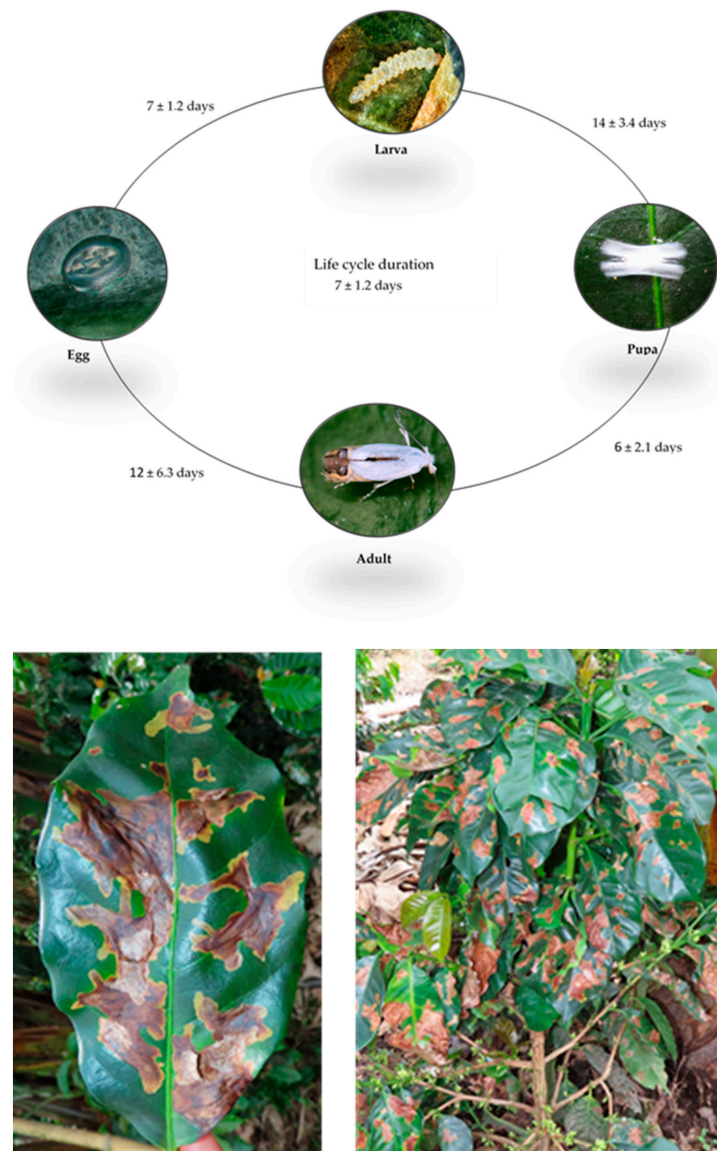 7 ± 1.2 days
Larva
14 ± 3.4 days
Egg
Life cycle duration
7 ± 1.2 days
Pupa
12 ± 6.3 days
Adult
6 ± 2.1 days